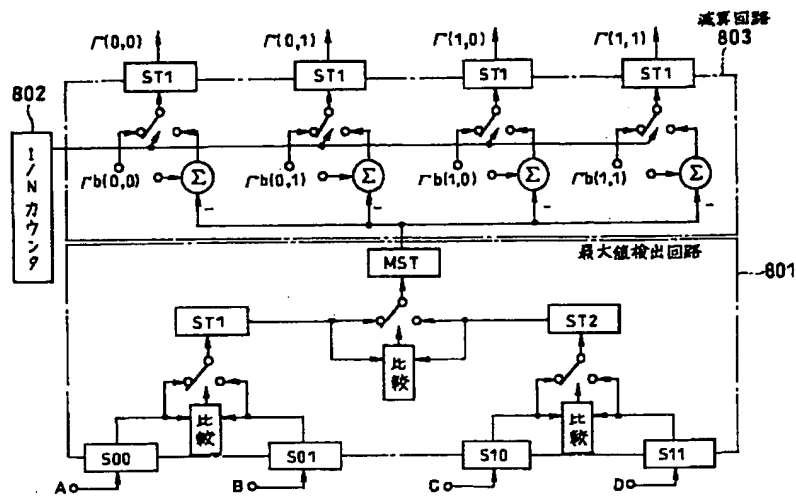 Γ(0,0) Γ(0,1) Γ(1,0) Γ(1,1)
減算回路
803
ST1 ST1 ST1 ST1
802
1/Nカウンタ
Γb(0,0) Σ Γb(0,1) Σ Γb(1,0) Σ Γb(1,1) Σ
- - - -
最大値検出回路
801
MST
ST1 ST2
比較
比較 比較
S00 S01 S10 S11
A B C D